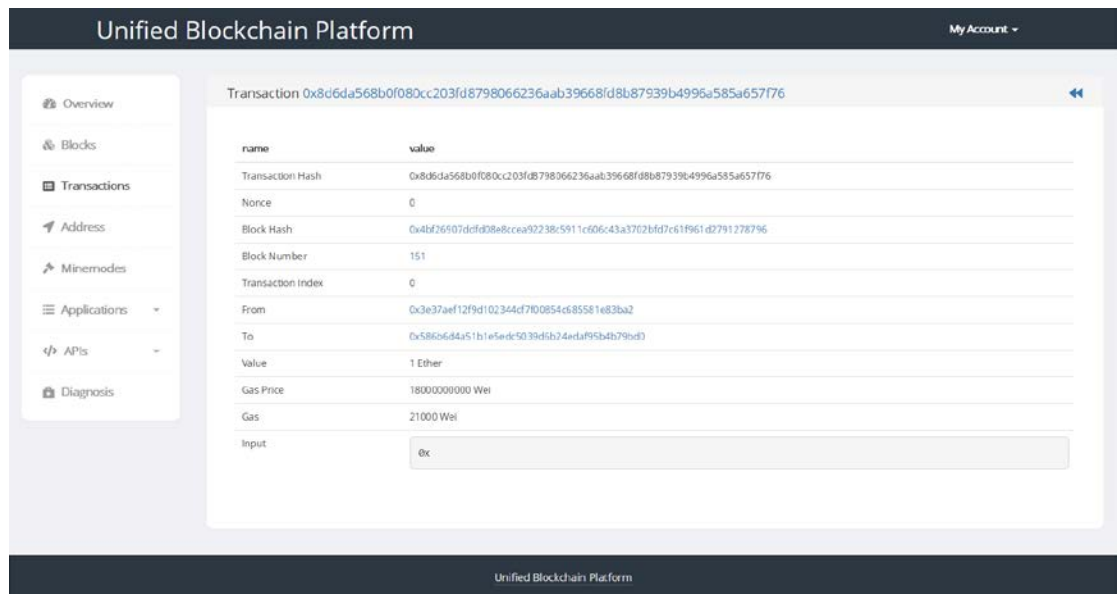 Unified Blockchain Platform
My Account
Overview
Blocks
Transactions
Address
Minernodes
Applications
APIs
Diagnosis
Transaction 0x8d6da568b0f080cc203fd8798066236aab39668fd8b87939b4996a585a657f76
name value
Transaction Hash 0x8d6da568b0f080cc203fd8798066236aab39668fd8b87939b4996a585a657f76
Nonce 0
Block Hash
Block Number 151
Transaction Index 0
From 0x3e37aef12f9d102344cf7f00854c685581e83ba2
To
Value 1 Ether
Gas Price 18000000000 Wei
Gas 21000 Wei
Input 0x
Unified Blockchain Platform